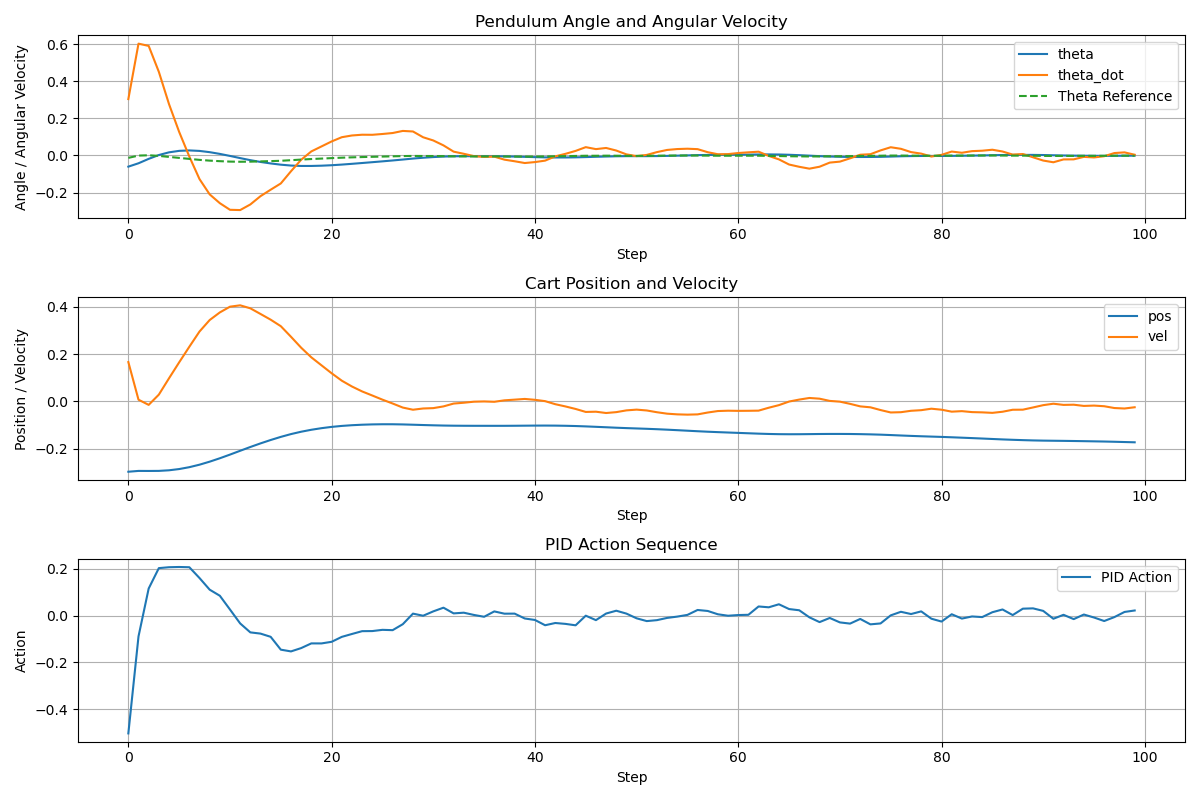 Pendulum Angle and Angular Velocity
Angle / Angular Velocity
0.6
0.4
0.2
0.0
−0.2
theta
theta_dot
Theta Reference
0 20 40 60 80 100
Step
Cart Position and Velocity
Position / Velocity
0.4
0.2
0.0
−0.2
pos
vel
0 20 40 60 80 100
Step
PID Action Sequence
Action
0.2
0.0
−0.2
−0.4
PID Action
0 20 40 60 80 100
Step